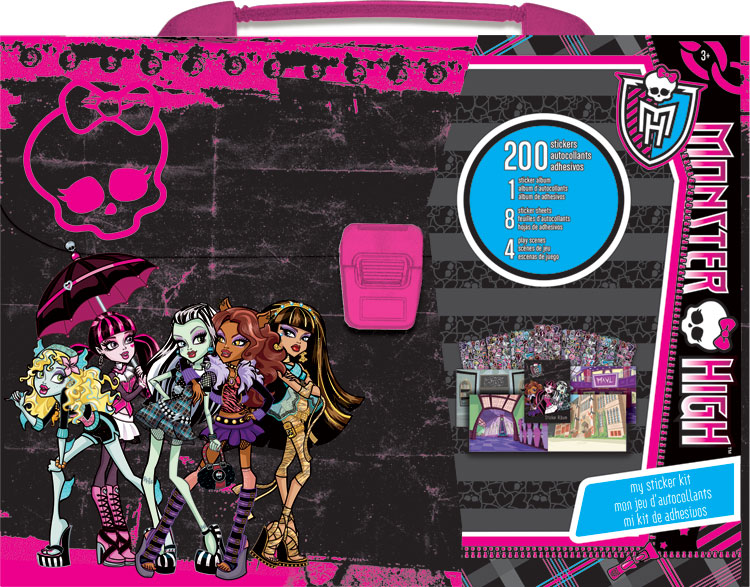 3+
MH
200 stickers
autocollants
adhesivos
1 sticker album
album d'autocollants
álbum de adhesivos
8 sticker sheets
feuilles d'autocollants
hojas de adhesivos
4 play scenes
scènes de jeu
escenas de juego
MONSTER HIGH™
my sticker kit
mon jeu d'autocollants
mi kit de adhesivos